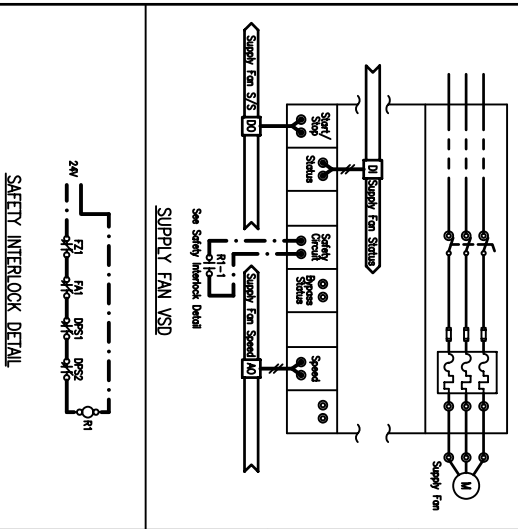 M
Supply Fan
DI
Supply Fan Status
Start/
Stop
Status
Safety
Circuit
Bypass
Status
Speed
Supply Fan S/S
DO
Supply Fan Speed
AO
R1-1
See Safety Interlock Detail
SUPPLY FAN VSD
24V
FZ1
FA1
DPS1
DPS2
R1
SAFETY INTERLOCK DETAIL